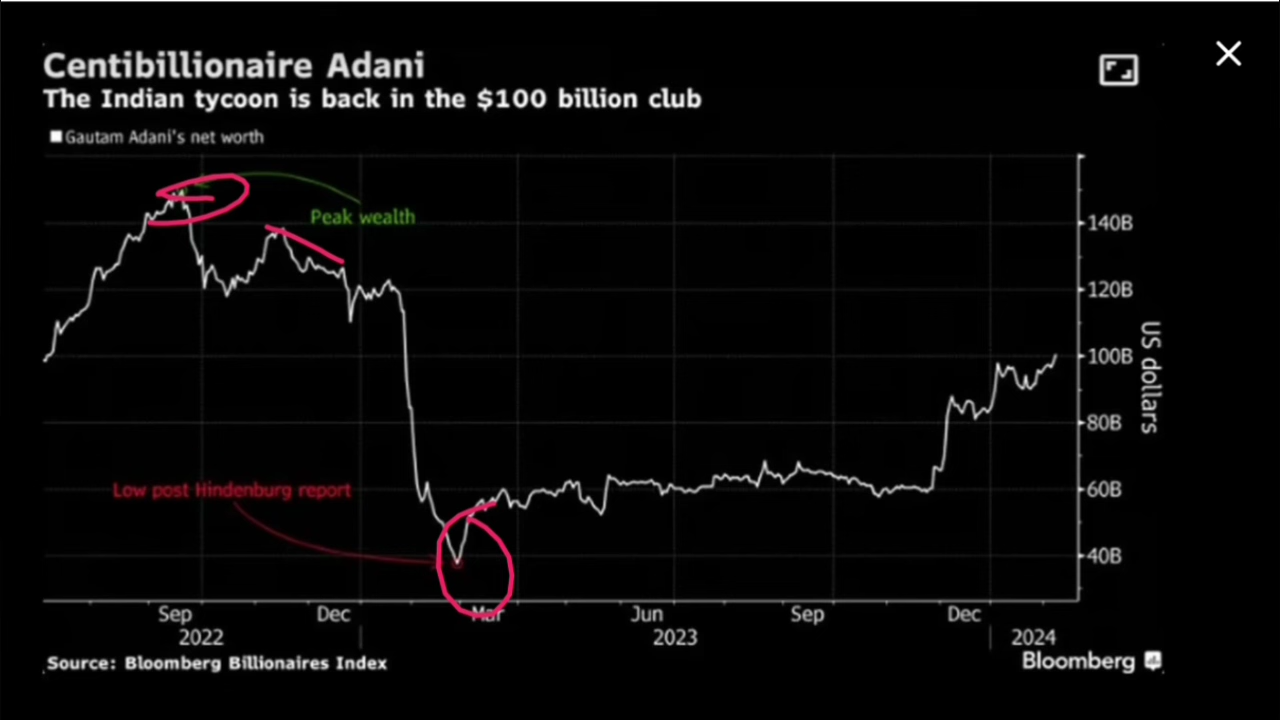 Centibillionaire Adani
The Indian tycoon is back in the $100 billion club
Gautam Adani's net worth
Peak wealth
140B
120B
100B
80B
60B
40B
US dollars
Low post Hindenburg report
Sep Dec Mar Jun Sep Dec
2022 2023 2024
Source: Bloomberg Billionaires Index
Bloomberg